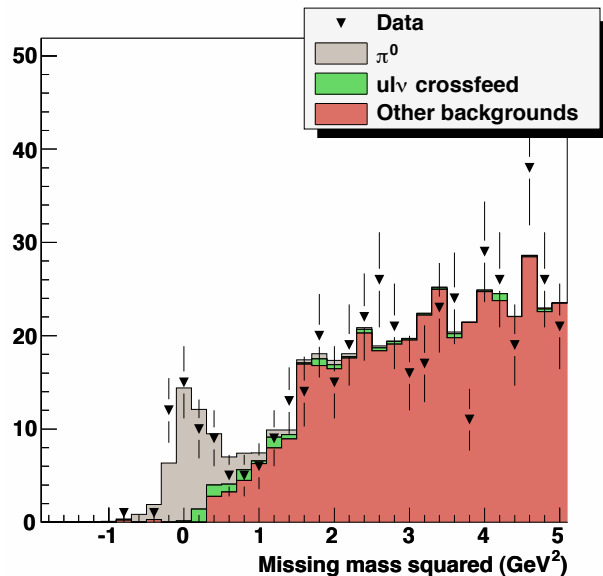 Data
π⁰
ulν crossfeed
Other backgrounds
50
40
30
20
10
0
-1 0 1 2 3 4 5
Missing mass squared (GeV²)